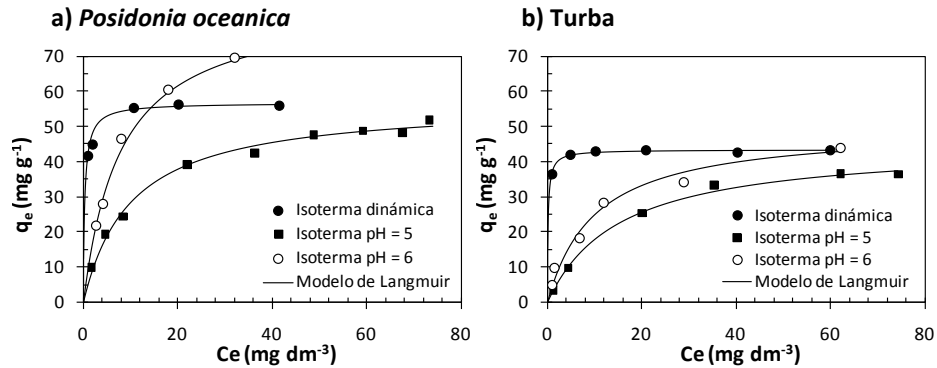 a) Posidonia oceanica
70
60
50
40
30
20
10
0
qe (mg g-1)
Isoterma dinámica
Isoterma pH = 5
Isoterma pH = 6
Modelo de Langmuir
0 20 40 60 80
Ce (mg dm-3)
b) Turba
70
60
50
40
30
20
10
0
qe (mg g-1)
Isoterma dinámica
Isoterma pH = 5
Isoterma pH = 6
Modelo de Langmuir
0 20 40 60 80
Ce (mg dm-3)